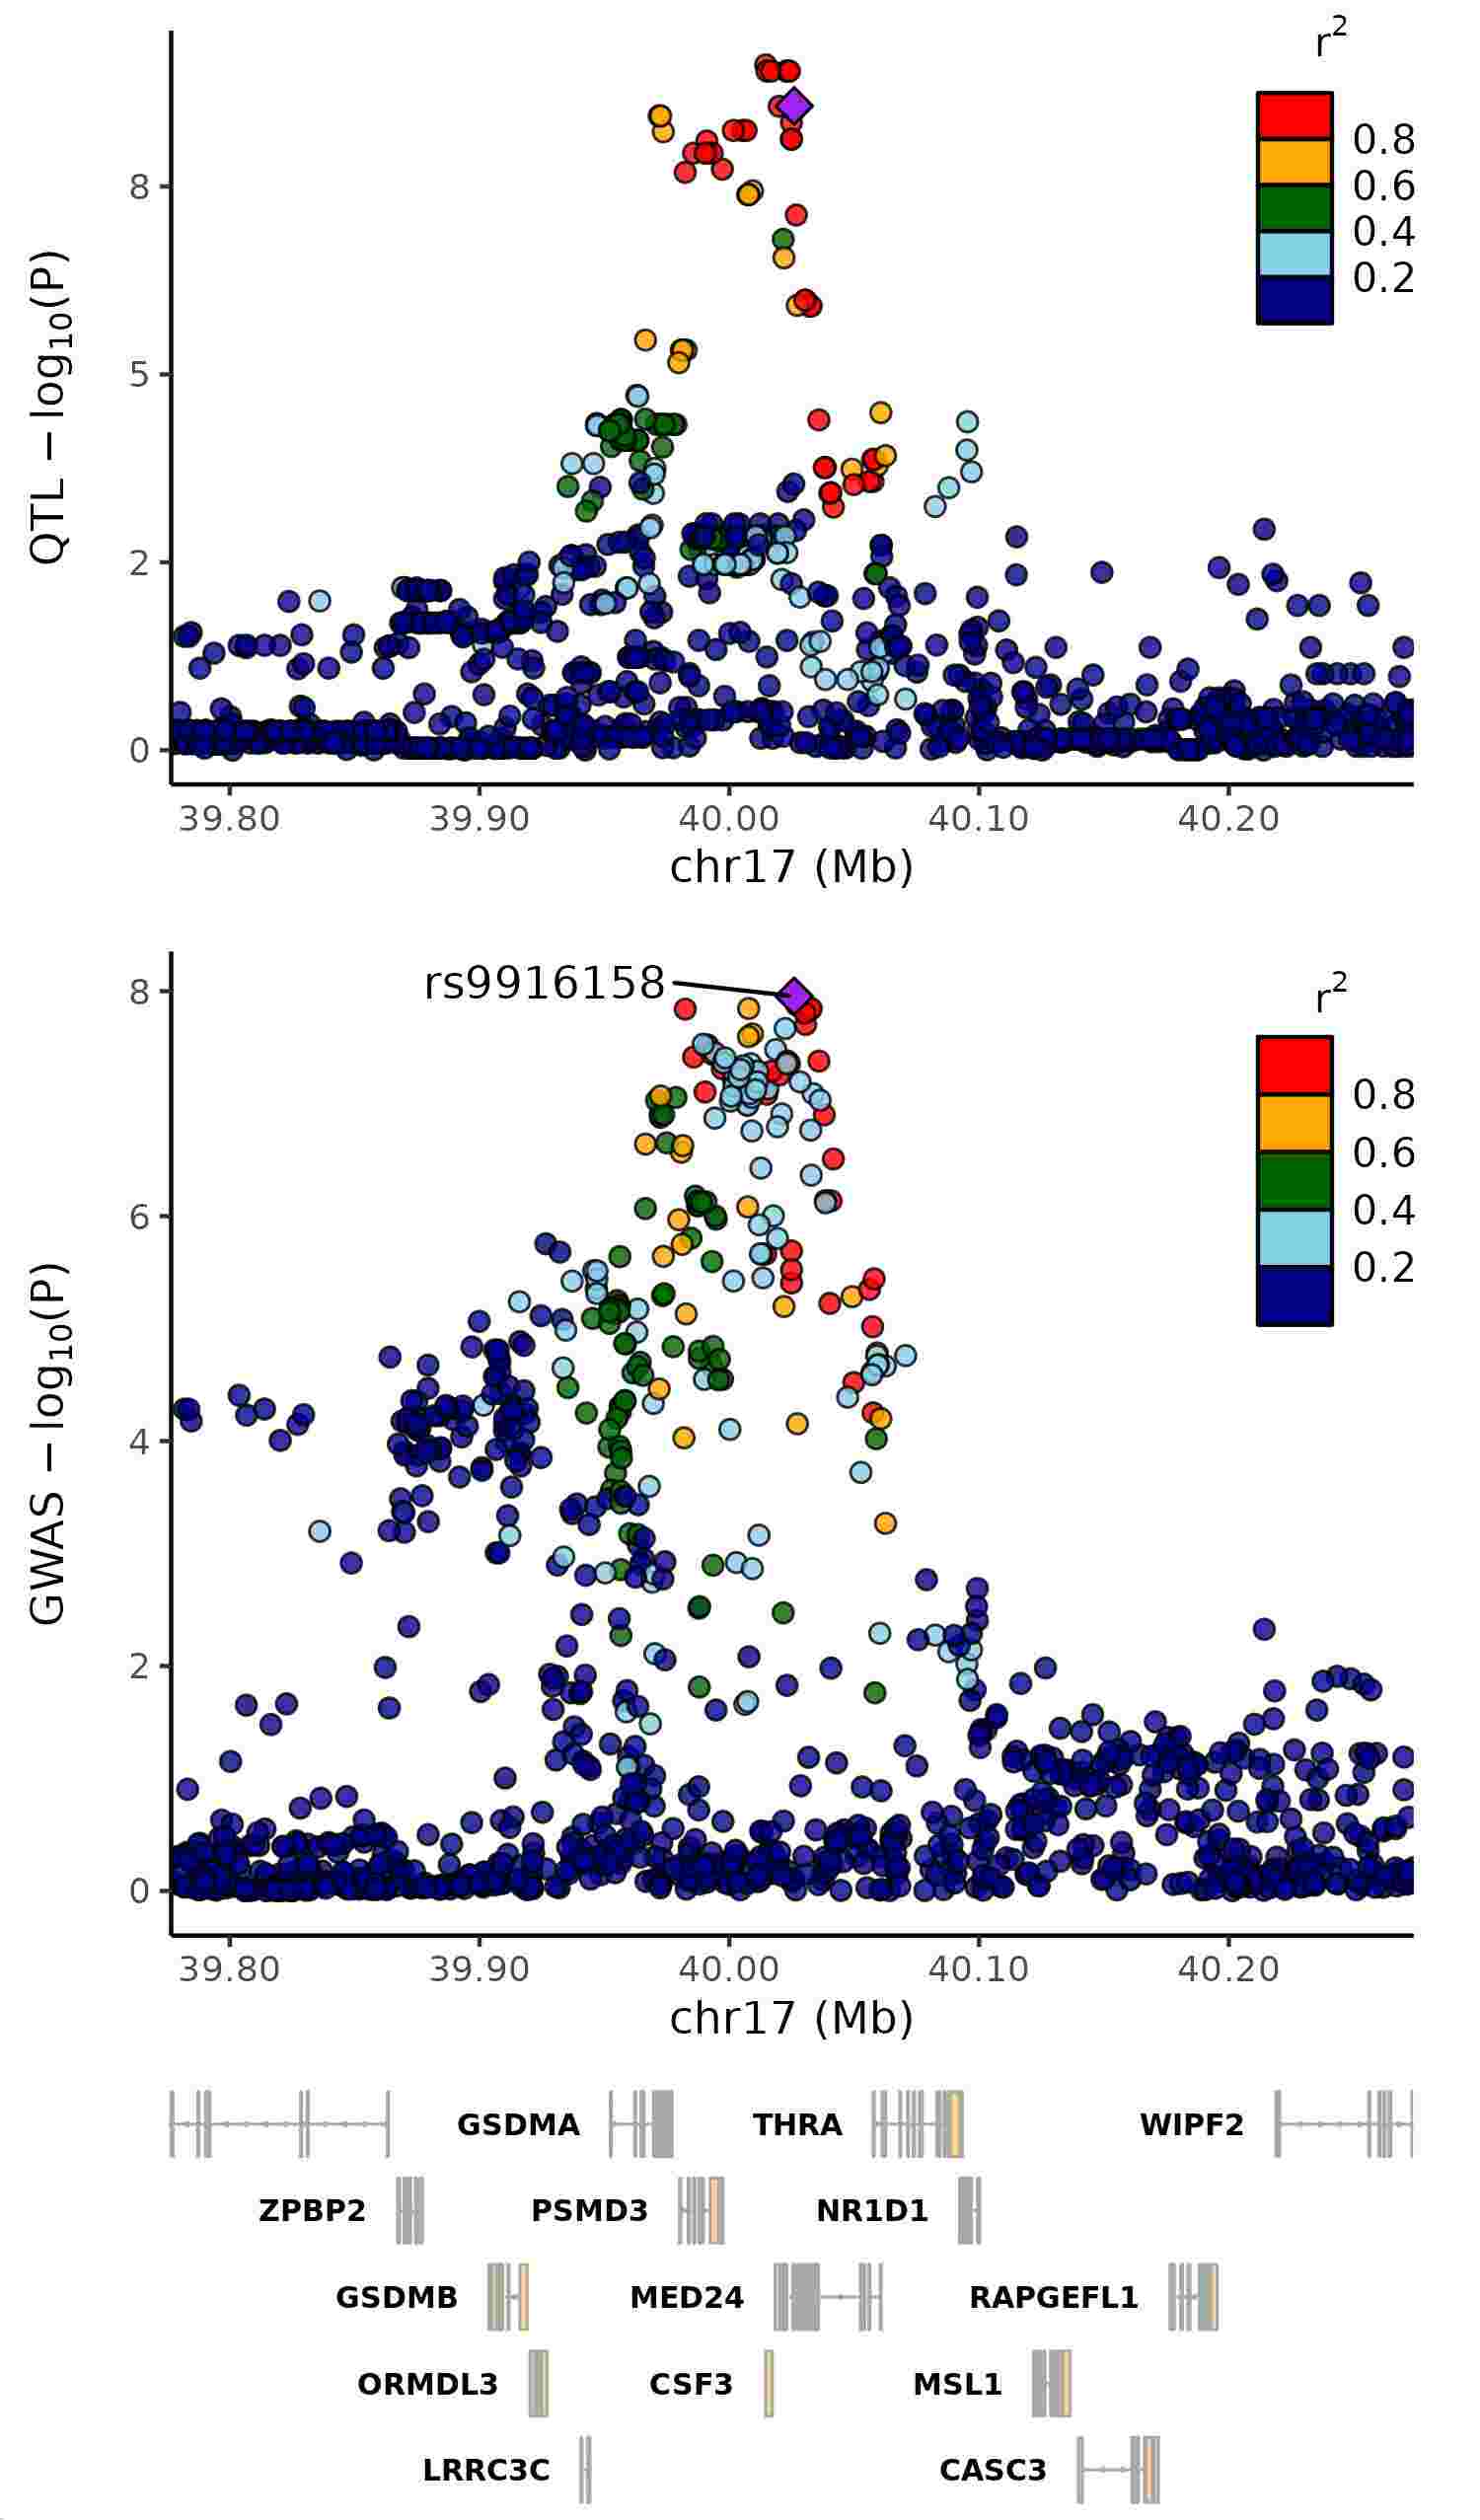 r2
0.8
0.6
0.4
0.2
QTL −log10(P)
8
5
2
0
39.80 39.90 40.00 40.10 40.20
chr17 (Mb)
rs9916158
r2
0.8
0.6
0.4
0.2
GWAS −log10(P)
8
6
4
2
0
39.80 39.90 40.00 40.10 40.20
chr17 (Mb)
GSDMA THRA WIPF2
ZPBP2 PSMD3 NR1D1
GSDMB MED24 RAPGEFL1
ORMDL3 CSF3 MSL1
LRRC3C CASC3